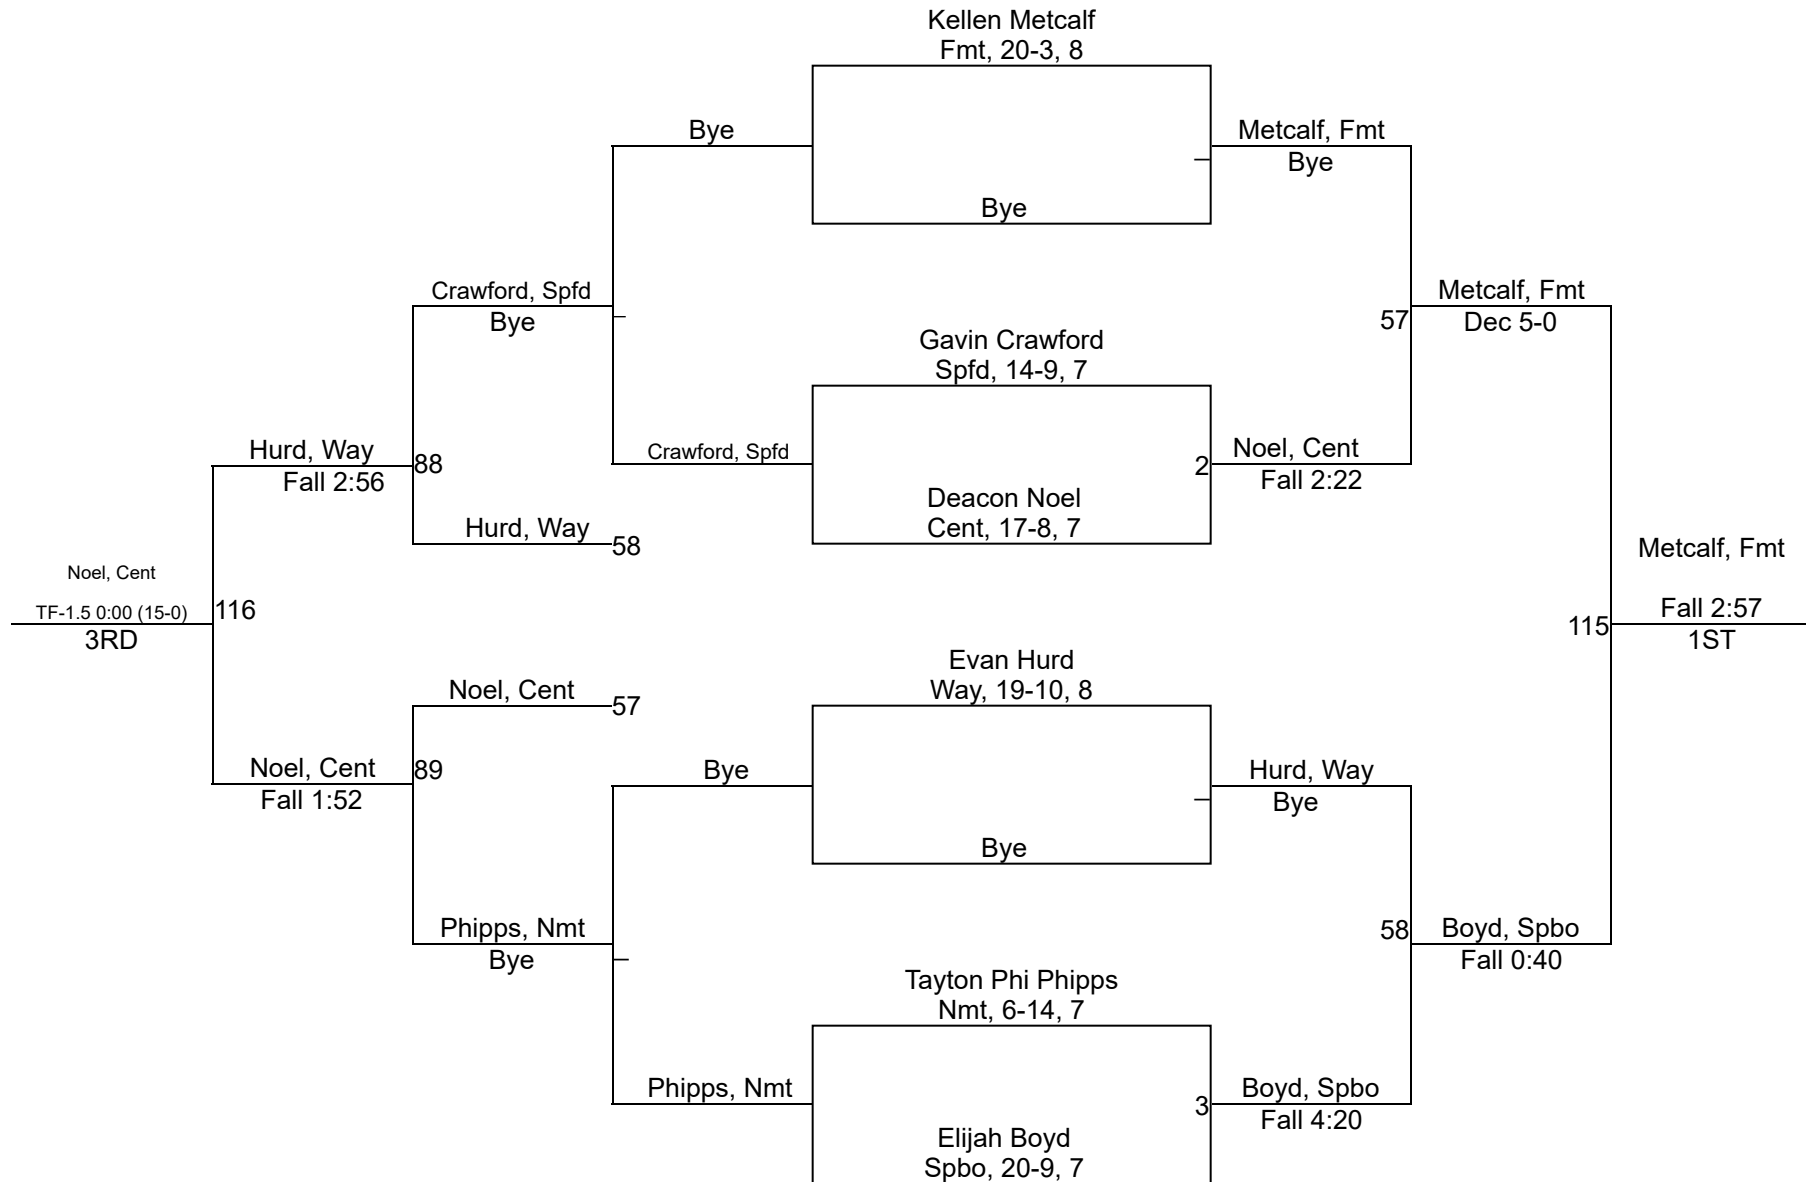 Kellen Metcalf
Fmt, 20-3, 8
Bye
Metcalf, Fmt
Bye
Bye
Crawford, Spfd
Bye
Metcalf, Fmt
57
Dec 5-0
Gavin Crawford
Spfd, 14-9, 7
Hurd, Way
88
Fall 2:56
Crawford, Spfd
2
Noel, Cent
Fall 2:22
Deacon Noel
Cent, 17-8, 7
Hurd, Way
58
Metcalf, Fmt
Noel, Cent
TF-1.5 0:00 (15-0)
116
3RD
Fall 2:57
115
1ST
Evan Hurd
Way, 19-10, 8
Noel, Cent
57
Noel, Cent
89
Fall 1:52
Bye
Hurd, Way
Bye
Bye
Phipps, Nmt
Bye
58
Boyd, Spbo
Fall 0:40
Tayton Phi Phipps
Nmt, 6-14, 7
Phipps, Nmt
3
Boyd, Spbo
Fall 4:20
Elijah Boyd
Spbo, 20-9, 7